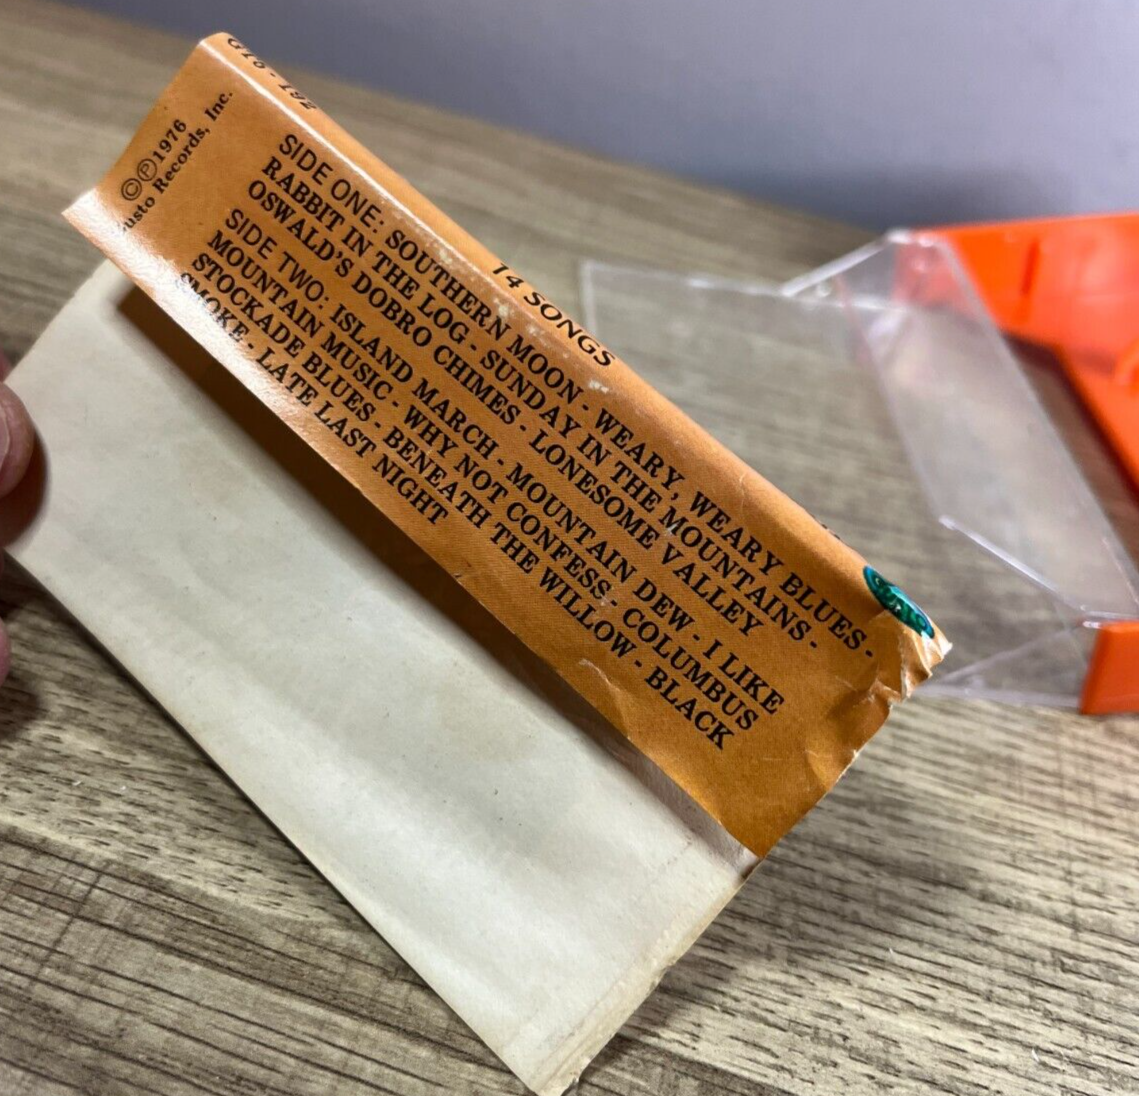 14 SONGS
©℗1976
usto Records, Inc.
SIDE ONE: SOUTHERN MOON - WEARY, WEARY BLUES -
RABBIT IN THE LOG - SUNDAY IN THE MOUNTAINS -
OSWALD'S DOBRO CHIMES - LONESOME VALLEY
SIDE TWO: ISLAND MARCH - MOUNTAIN DEW - I LIKE
MOUNTAIN MUSIC - WHY NOT CONFESS - COLUMBUS
STOCKADE BLUES - BENEATH THE WILLOW - BLACK
SMOKE - LATE LAST NIGHT